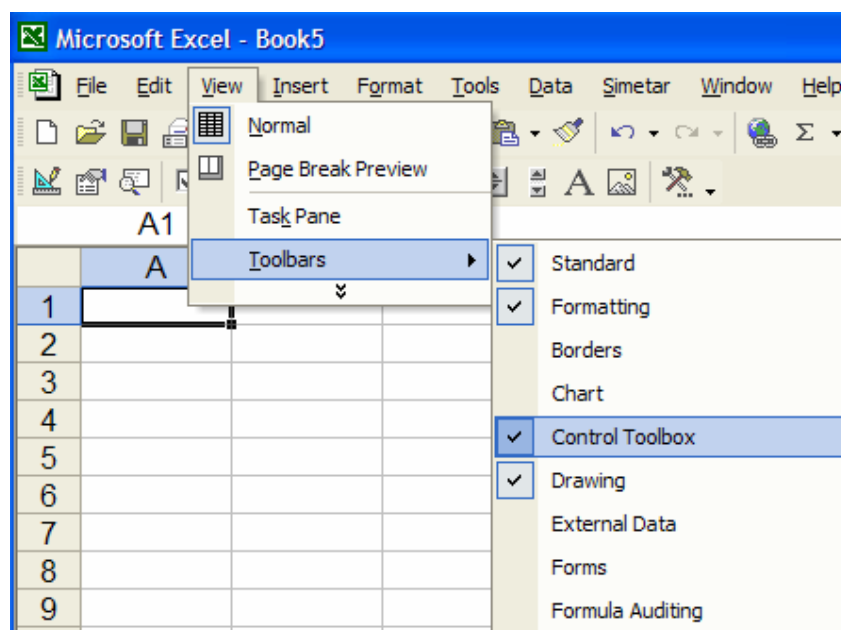 Microsoft Excel - Book5
File Edit View Insert Format Tools Data Simetar Window Help
Normal
Page Break Preview
Task Pane
Toolbars
A1
A
1
2
3
4
5
6
7
8
9
Standard
Formatting
Borders
Chart
Control Toolbox
Drawing
External Data
Forms
Formula Auditing